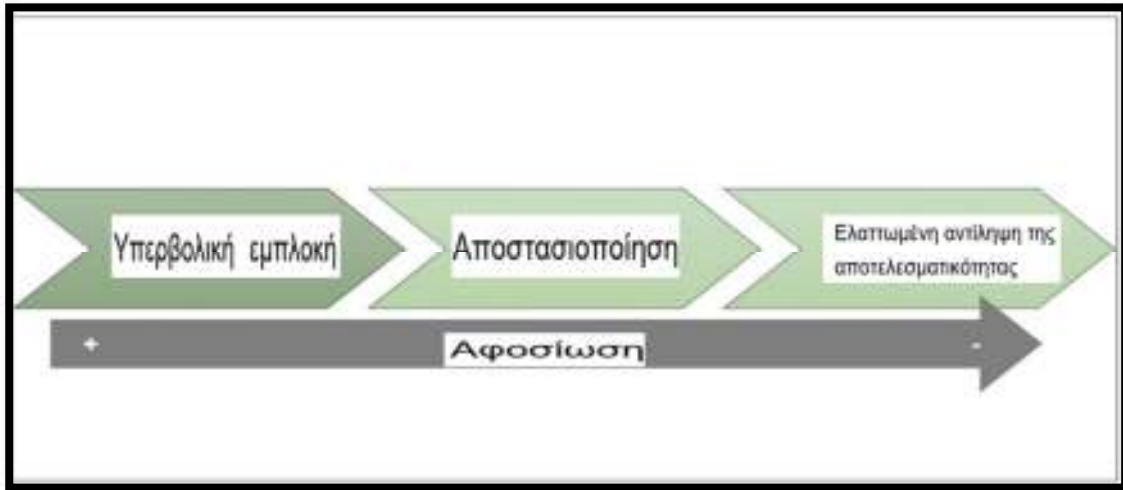 Υπερβολική εμπλοκή
Αποστασιοποίηση
Ελαττωμένη αντίληψη της
αποτελεσματικότητας
+
Αφοσίωση
-